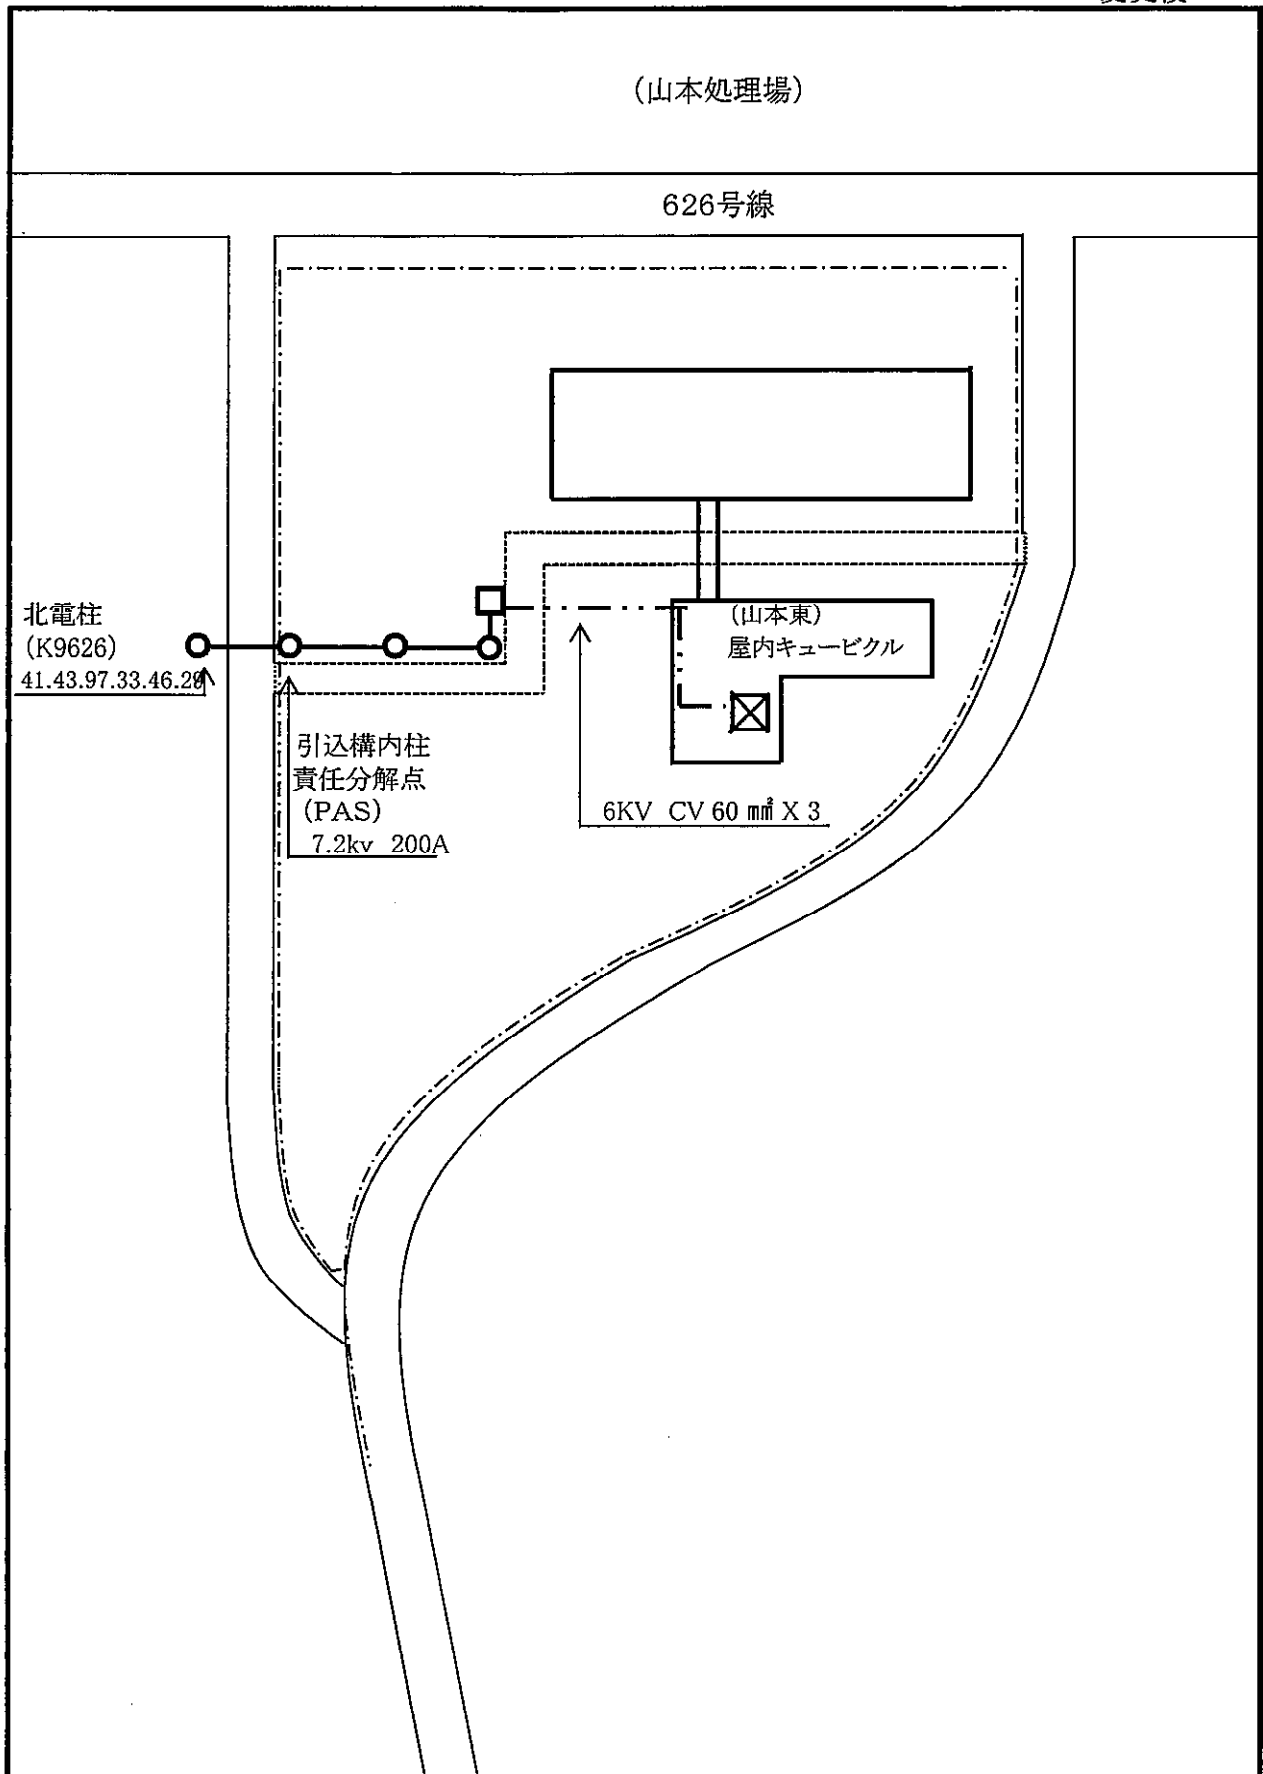 (山本処理場)
626号線
北電柱
(K9626)
41.43.97.33.46.28
(山本東)
屋内キュービクル
引込構内柱
責任分解点
(PAS)
7.2kv 200A
6KV CV 60 ㎟ X 3